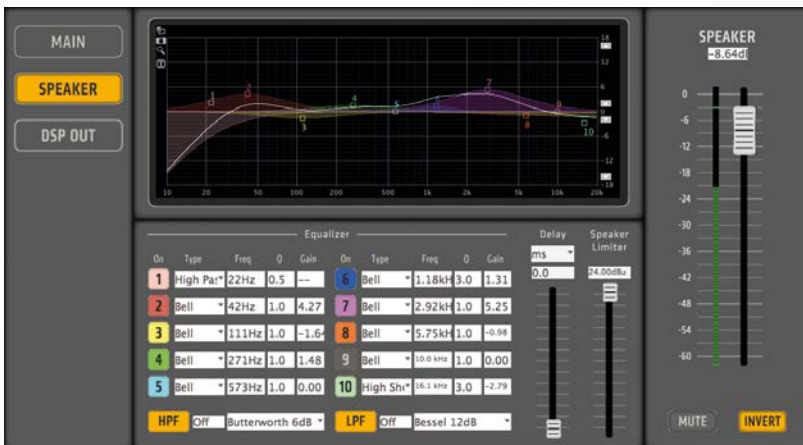 MAIN
SPEAKER
DSP OUT
18
12
6
-6
-12
-18
1
2
3
4
5
7
8
9
10
10 20 50 100 200 500 1k 2k 5k 10k 20k
Equalizer
On Type Freq Q Gain On Type Freq Q Gain
1 High Pas 22Hz 0.5 -- 6 Bell 1.18kH 3.0 1.31
2 Bell 42Hz 1.0 4.27 7 Bell 2.92kH 1.0 5.25
3 Bell 111Hz 1.0 -1.64 8 Bell 5.75kH 1.0 -0.98
4 Bell 271Hz 1.0 1.48 9 Bell 10.0 kHz 1.0 0.00
5 Bell 573Hz 1.0 0.00 10 High She 16.1 kHz 3.0 -2.79
HPF Off Butterworth 6dB LPF Off Bessel 12dB
Delay
ms
0.0
Speaker
Limiter
24.00dBu
SPEAKER
-8.64dB
0
-6
-12
-18
-24
-30
-36
-42
-48
-54
-60
MUTE INVERT